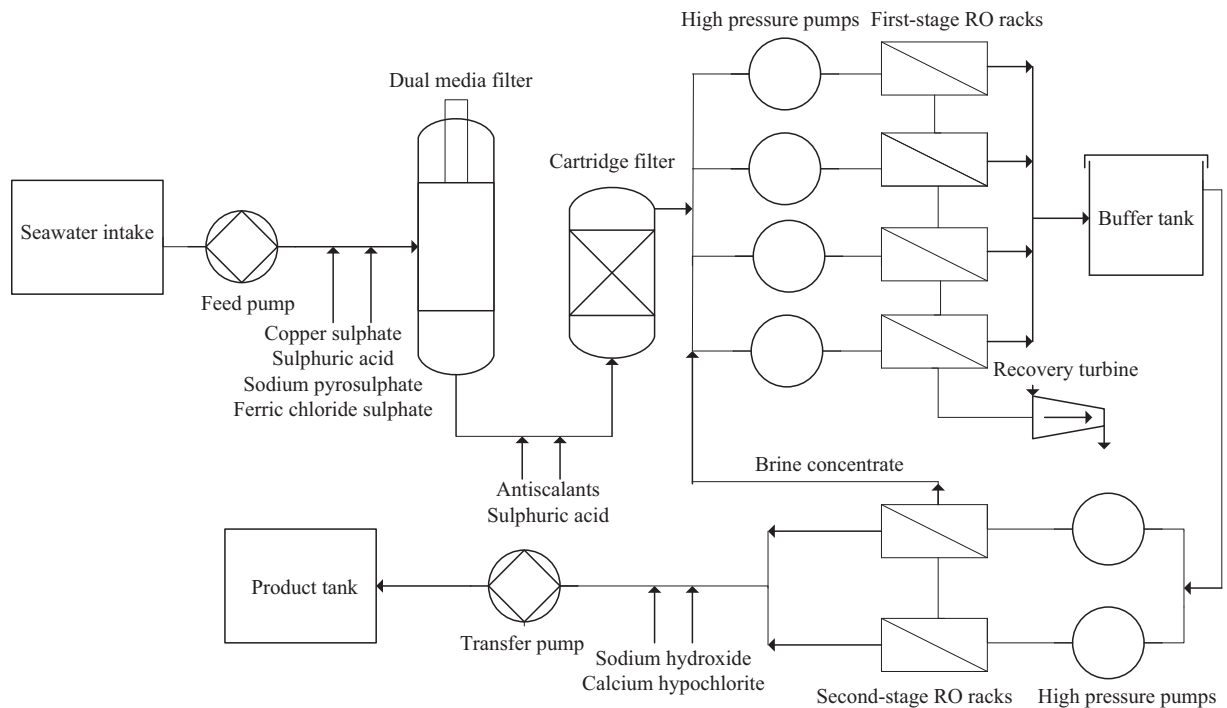 High pressure pumps
First-stage RO racks
Dual media filter
Cartridge filter
Seawater intake
Buffer tank
Feed pump
Copper sulphate
Sulphuric acid
Sodium pyrosulphate
Ferric chloride sulphate
Recovery turbine
Brine concentrate
Antiscalants
Sulphuric acid
Product tank
Transfer pump
Sodium hydroxide
Calcium hypochlorite
Second-stage RO racks
High pressure pumps